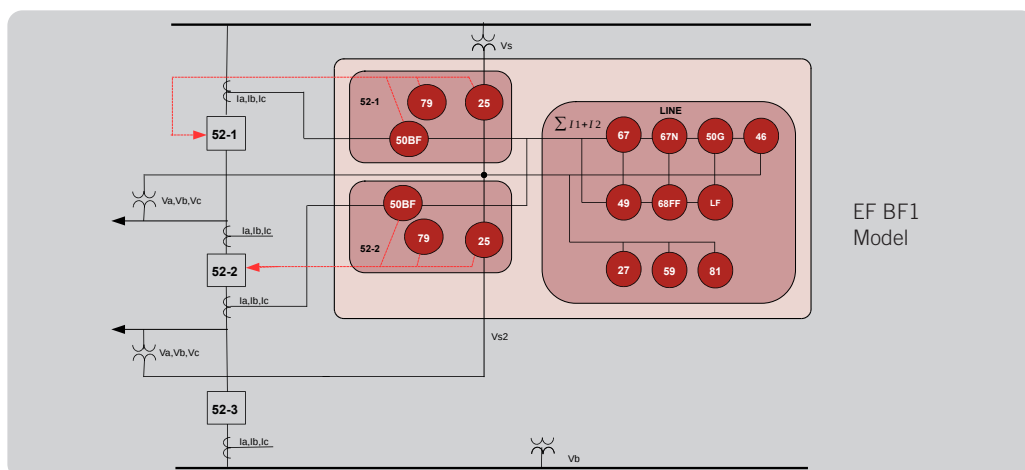 Vs
Ia,Ib,Ic
52-1
52-1
79
25
50BF
LINE
∑ I1+I2
67
67N
50G
46
49
68FF
LF
27
59
81
Va,Vb,Vc
50BF
79
25
52-2
Ia,Ib,Ic
52-2
Ia,Ib,Ic
EF BF1
Model
Vs2
Va,Vb,Vc
52-3
Ia,Ib,Ic
Vb